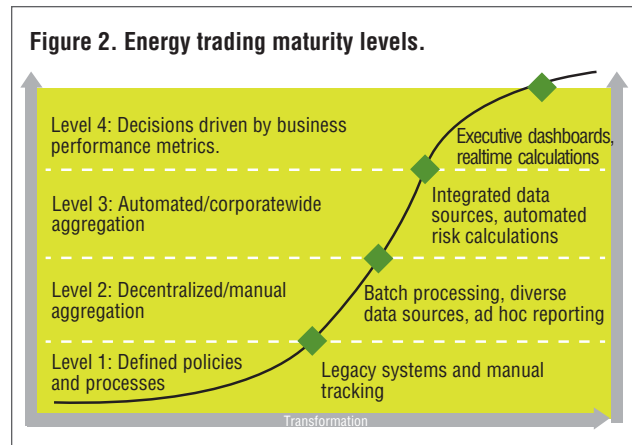 Figure 2. Energy trading maturity levels.
Level 4: Decisions driven by business
performance metrics.
Executive dashboards,
realtime calculations
Level 3: Automated/corporatewide
aggregation
Integrated data
sources, automated
risk calculations
Level 2: Decentralized/manual
aggregation
Batch processing, diverse
data sources, ad hoc reporting
Level 1: Defined policies
and processes
Legacy systems and manual
tracking
Transformation